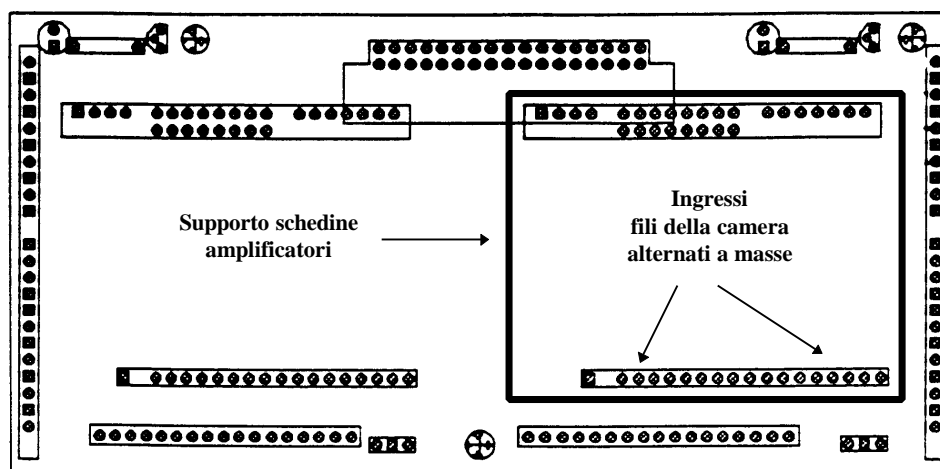 Supporto schedine
amplificatori
Ingressi
fili della camera
alternati a masse